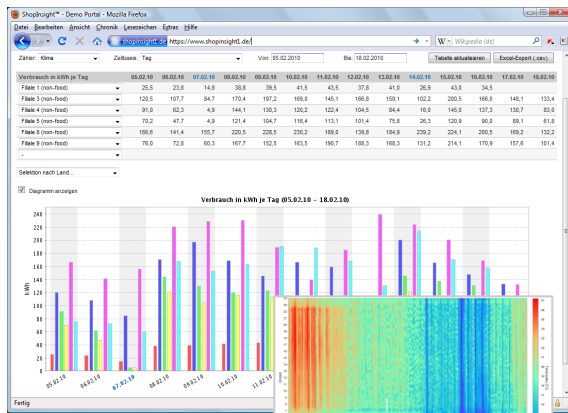 ShopInsight™ - Demo Portal - Mozilla Firefox
Datei Bearbeiten Ansicht Chronik Lesezeichen Extras Hilfe
shopinsight1.de https://www.shopinsight1.de/ Wikipedia (de)
Zähler: Klima Zeitbasis: Tag Von: 05.02.2010 Bis: 18.02.2010 Tabelle aktualisieren Excel-Export (.csv)
Verbrauch in kWh je Tag 05.02.10 06.02.10 07.02.10 08.02.10 09.02.10 10.02.10 11.02.10 12.02.10 13.02.10 14.02.10 15.02.10 16.02.10 17.02.10 18.02.10
Filiale 1 (non-food) 25,5 23,8 14,8 38,8 39,5 41,5 43,5 37,8 41,0 26,9 43,0 34,5
Filiale 3 (non-food) 120,5 107,7 84,7 170,4 197,2 169,0 145,1 166,8 159,1 102,2 200,5 166,0 148,1 133,4
Filiale 4 (non-food) 91,0 62,3 4,9 144,1 130,3 120,2 122,4 104,5 84,4 16,0 145,0 137,3 130,7 83,0
Filiale 5 (non-food) 70,2 47,7 4,9 121,4 104,7 116,4 113,1 101,4 75,8 26,3 120,9 90,0 89,1 61,8
Filiale 8 (non-food) 166,6 141,4 155,7 220,5 228,5 230,2 189,0 139,8 184,9 239,2 224,1 200,5 169,2 132,2
Filiale 9 (non-food) 76,0 72,8 60,3 167,7 152,5 163,5 190,7 188,3 168,3 131,2 214,1 170,9 157,6 101,4
-
Selektion nach Land...
Diagramm anzeigen
Verbrauch in kWh je Tag (05.02.10 - 18.02.10)
kWh
240
220
200
180
160
140
120
100
80
60
40
20
0
05.02.10 06.02.10 07.02.10 08.02.10 09.02.10 10.02.10 11.02.10
Fertig